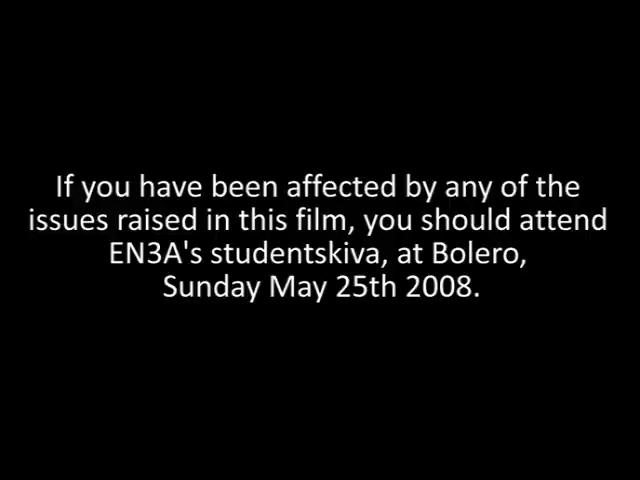 If you have been affected by any of the
issues raised in this film, you should attend
EN3A's studentskiva, at Bolero,
Sunday May 25th 2008.